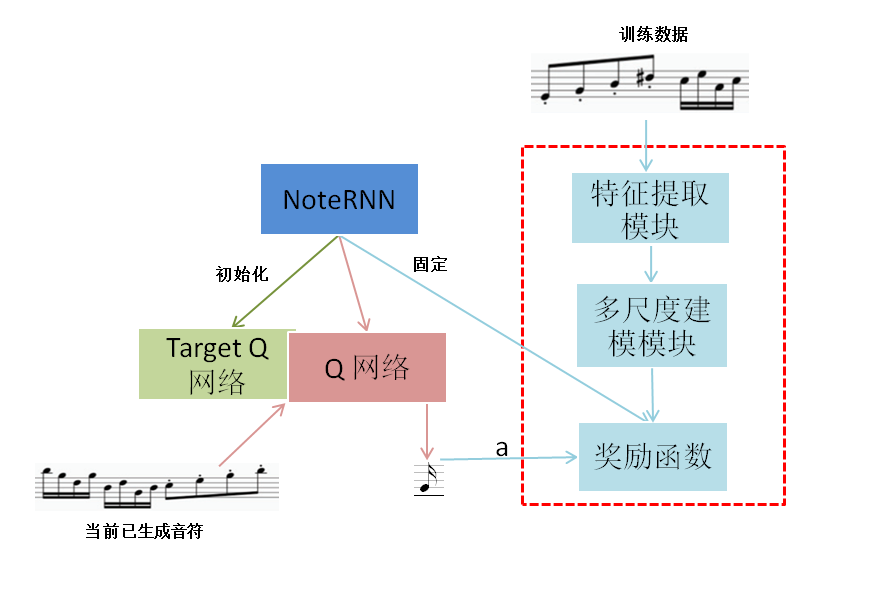 训练数据
特征提取
模块
NoteRNN
固定
初始化
多尺度建
模模块
Target Q
网络
Q 网络
a
奖励函数
当前已生成音符